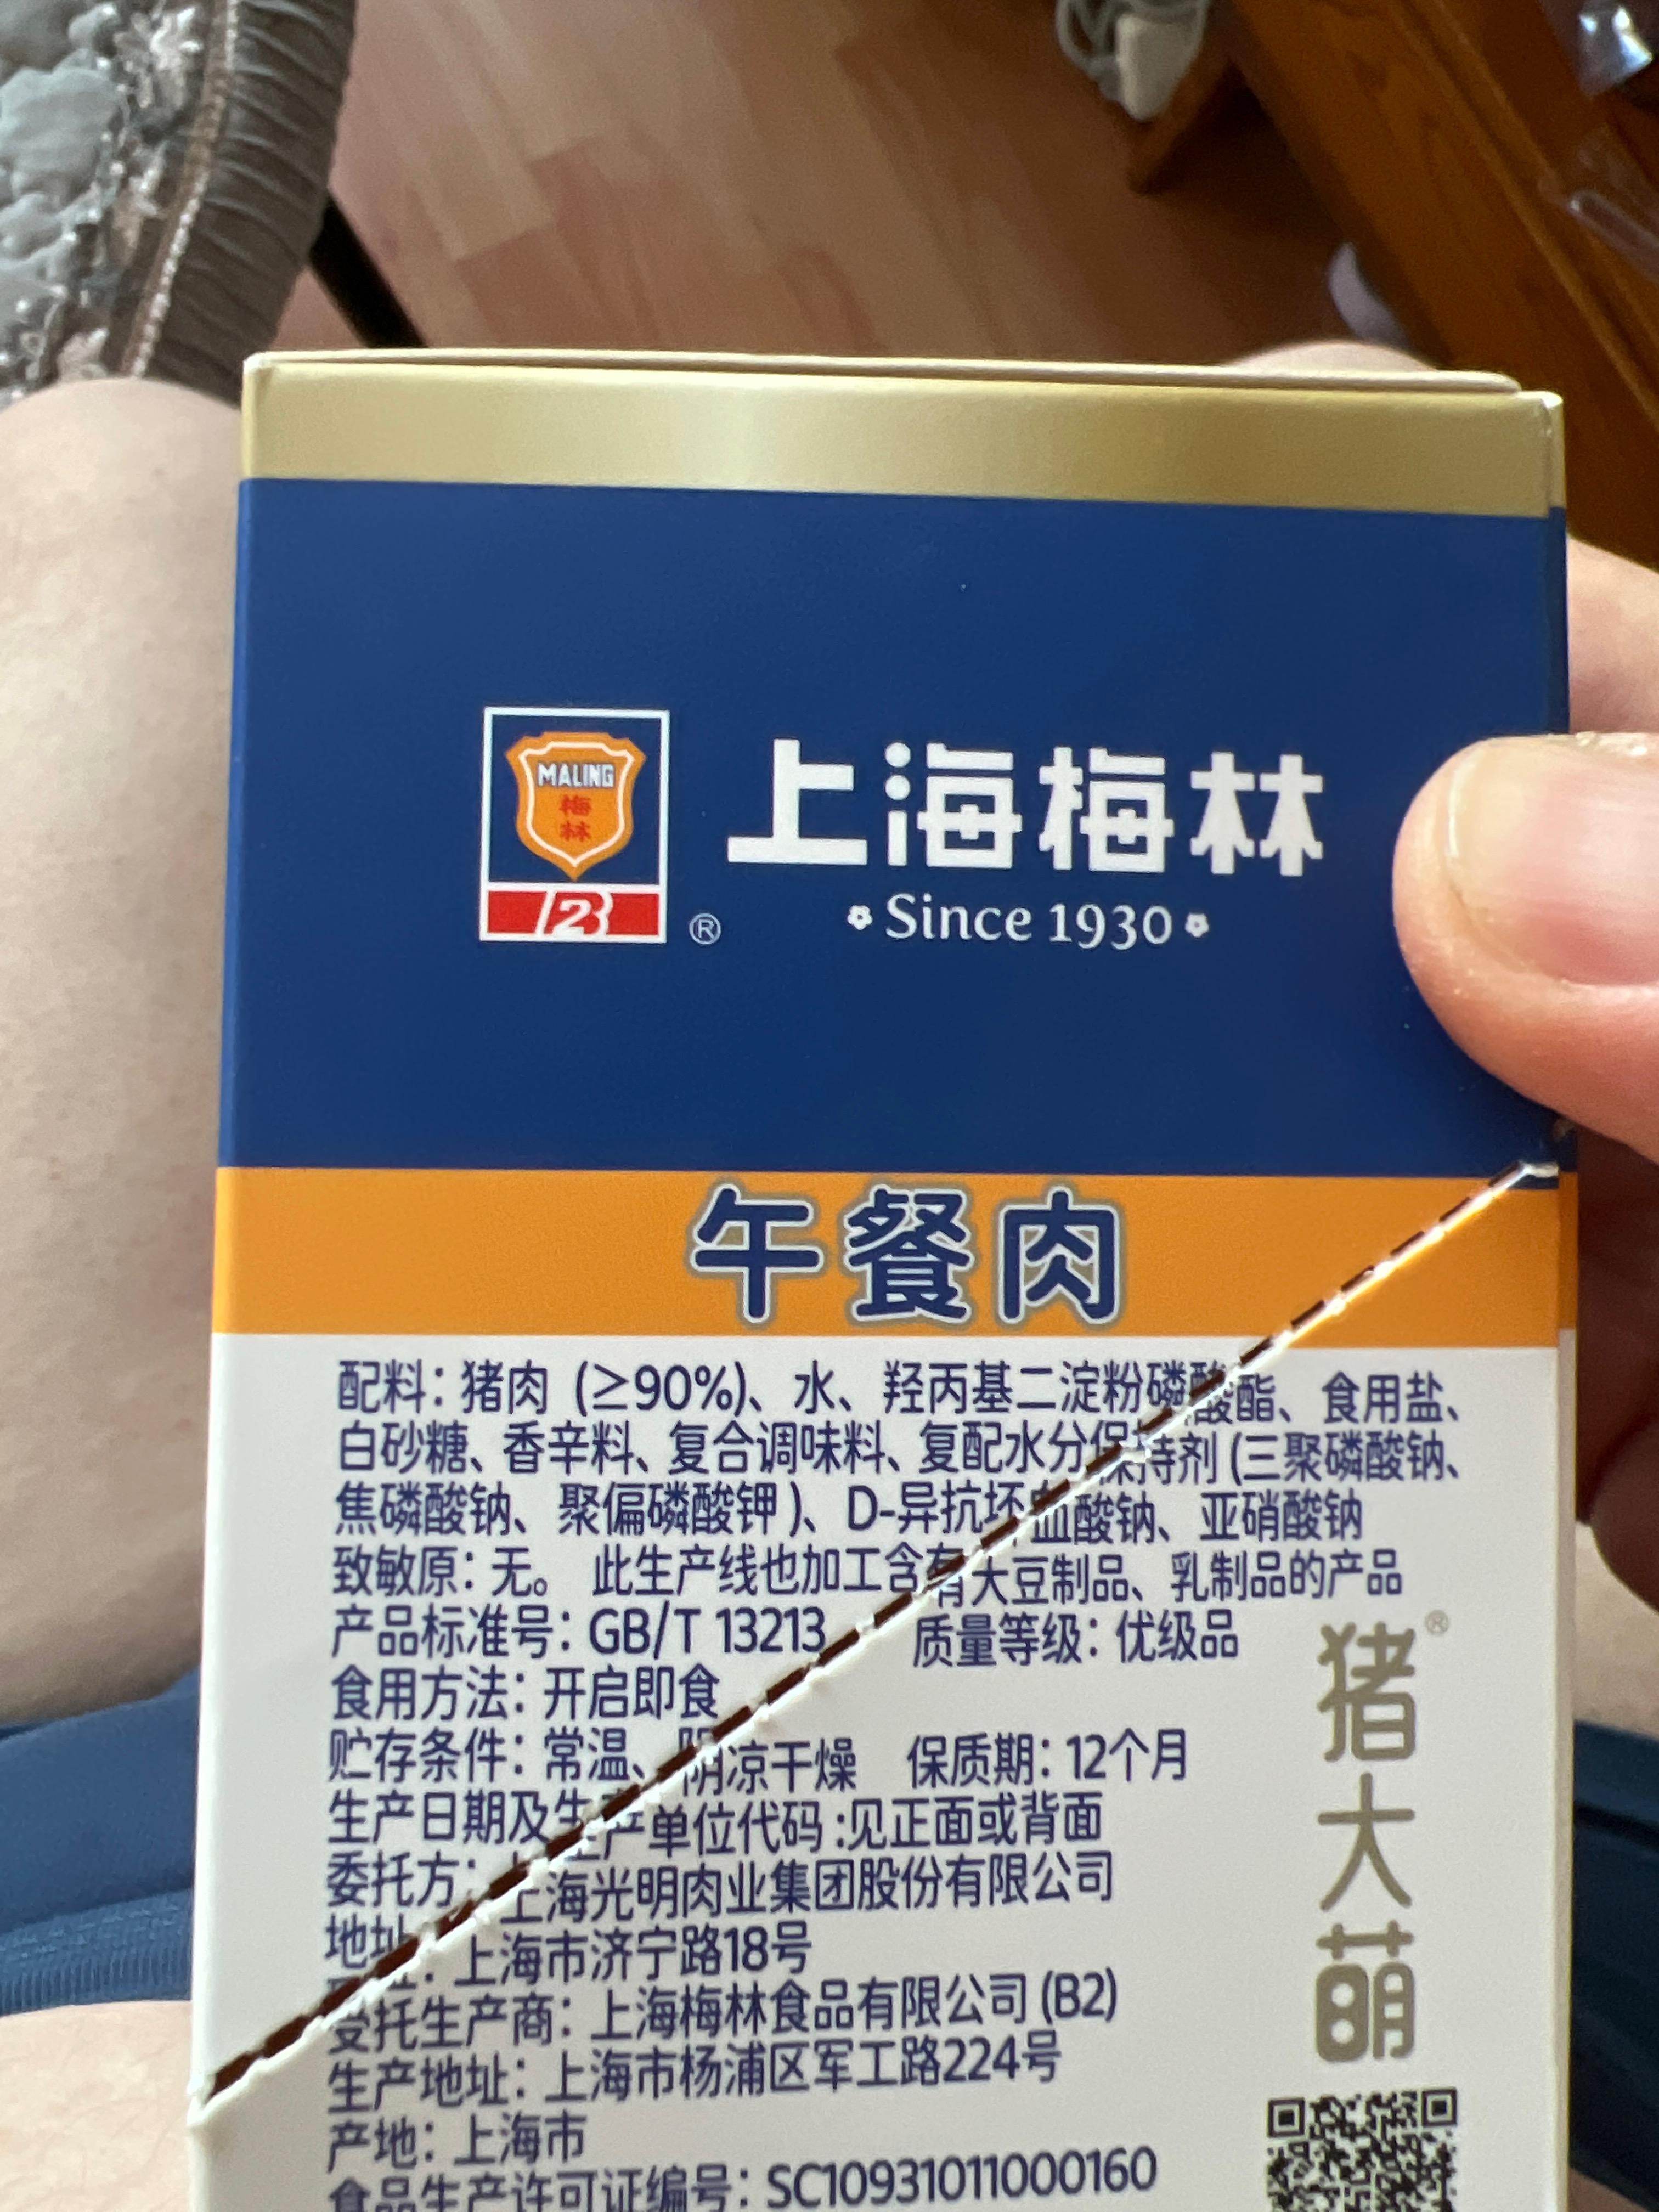 MALING
梅
林
B2
®
上海梅林
Since 1930
午餐肉
配料：猪肉（≥90%）、水、羟丙基二淀粉磷酸酯、食用盐、
白砂糖、香辛料、复合调味料、复配水分保持剂（三聚磷酸钠、
焦磷酸钠、聚偏磷酸钾）、D-异抗坏血酸钠、亚硝酸钠
致敏原：无。 此生产线也加工含有大豆制品、乳制品的产品
产品标准号：GB/T 13213 质量等级：优级品
食用方法：开启即食
贮存条件：常温、阴凉干燥 保质期：12个月
生产日期及生产单位代码：见正面或背面
委托方：上海光明肉业集团股份有限公司
地址：上海市济宁路18号
受托生产商：上海梅林食品有限公司（B2）
生产地址：上海市杨浦区军工路224号
产地：上海市
食品生产许可证编号：SC10931011000160
猪大萌®